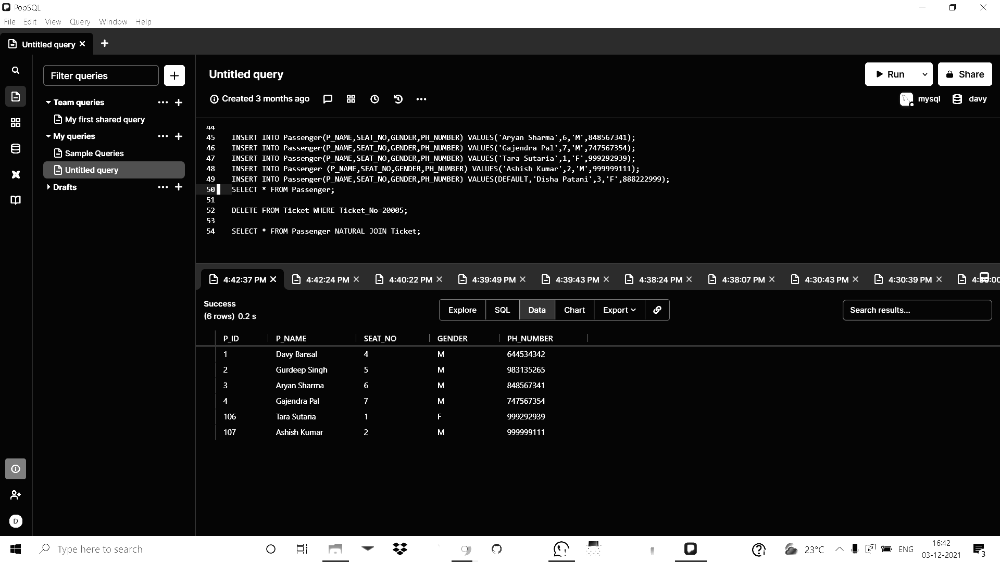 PopSQL
File Edit View Query Window Help
Untitled query
Filter queries
Team queries
My first shared query
My queries
Sample Queries
Untitled query
Drafts
D
Untitled query
Run
Share
Created 3 months ago
mysql davy
44
45 INSERT INTO Passenger(P_NAME,SEAT_NO,GENDER,PH_NUMBER) VALUES('Aryan Sharma',6,'M',848567341);
46 INSERT INTO Passenger(P_NAME,SEAT_NO,GENDER,PH_NUMBER) VALUES('Gajendra Pal',7,'M',747567354);
47 INSERT INTO Passenger(P_NAME,SEAT_NO,GENDER,PH_NUMBER) VALUES('Tara Sutaria',1,'F',999292939);
48 INSERT INTO Passenger (P_NAME,SEAT_NO,GENDER,PH_NUMBER) VALUES('Ashish Kumar',2,'M',999999111);
49 INSERT INTO Passenger(P_NAME,SEAT_NO,GENDER,PH_NUMBER) VALUES(DEFAULT,'Disha Patani',3,'F',888222999);
50 SELECT * FROM Passenger;
51
52 DELETE FROM Ticket WHERE Ticket_No=20005;
53
54 SELECT * FROM Passenger NATURAL JOIN Ticket;
4:42:37 PM 4:42:24 PM 4:40:22 PM 4:39:49 PM 4:39:43 PM 4:38:24 PM 4:38:07 PM 4:30:43 PM 4:30:39 PM
Success
(6 rows) 0.2 s
Explore SQL Data Chart Export
Search results...
P_ID P_NAME SEAT_NO GENDER PH_NUMBER
1 Davy Bansal 4 M 644534342
2 Gurdeep Singh 5 M 983135265
3 Aryan Sharma 6 M 848567341
4 Gajendra Pal 7 M 747567354
106 Tara Sutaria 1 F 999292939
107 Ashish Kumar 2 M 999999111
Type here to search
23°C
ENG
16:42
03-12-2021
3